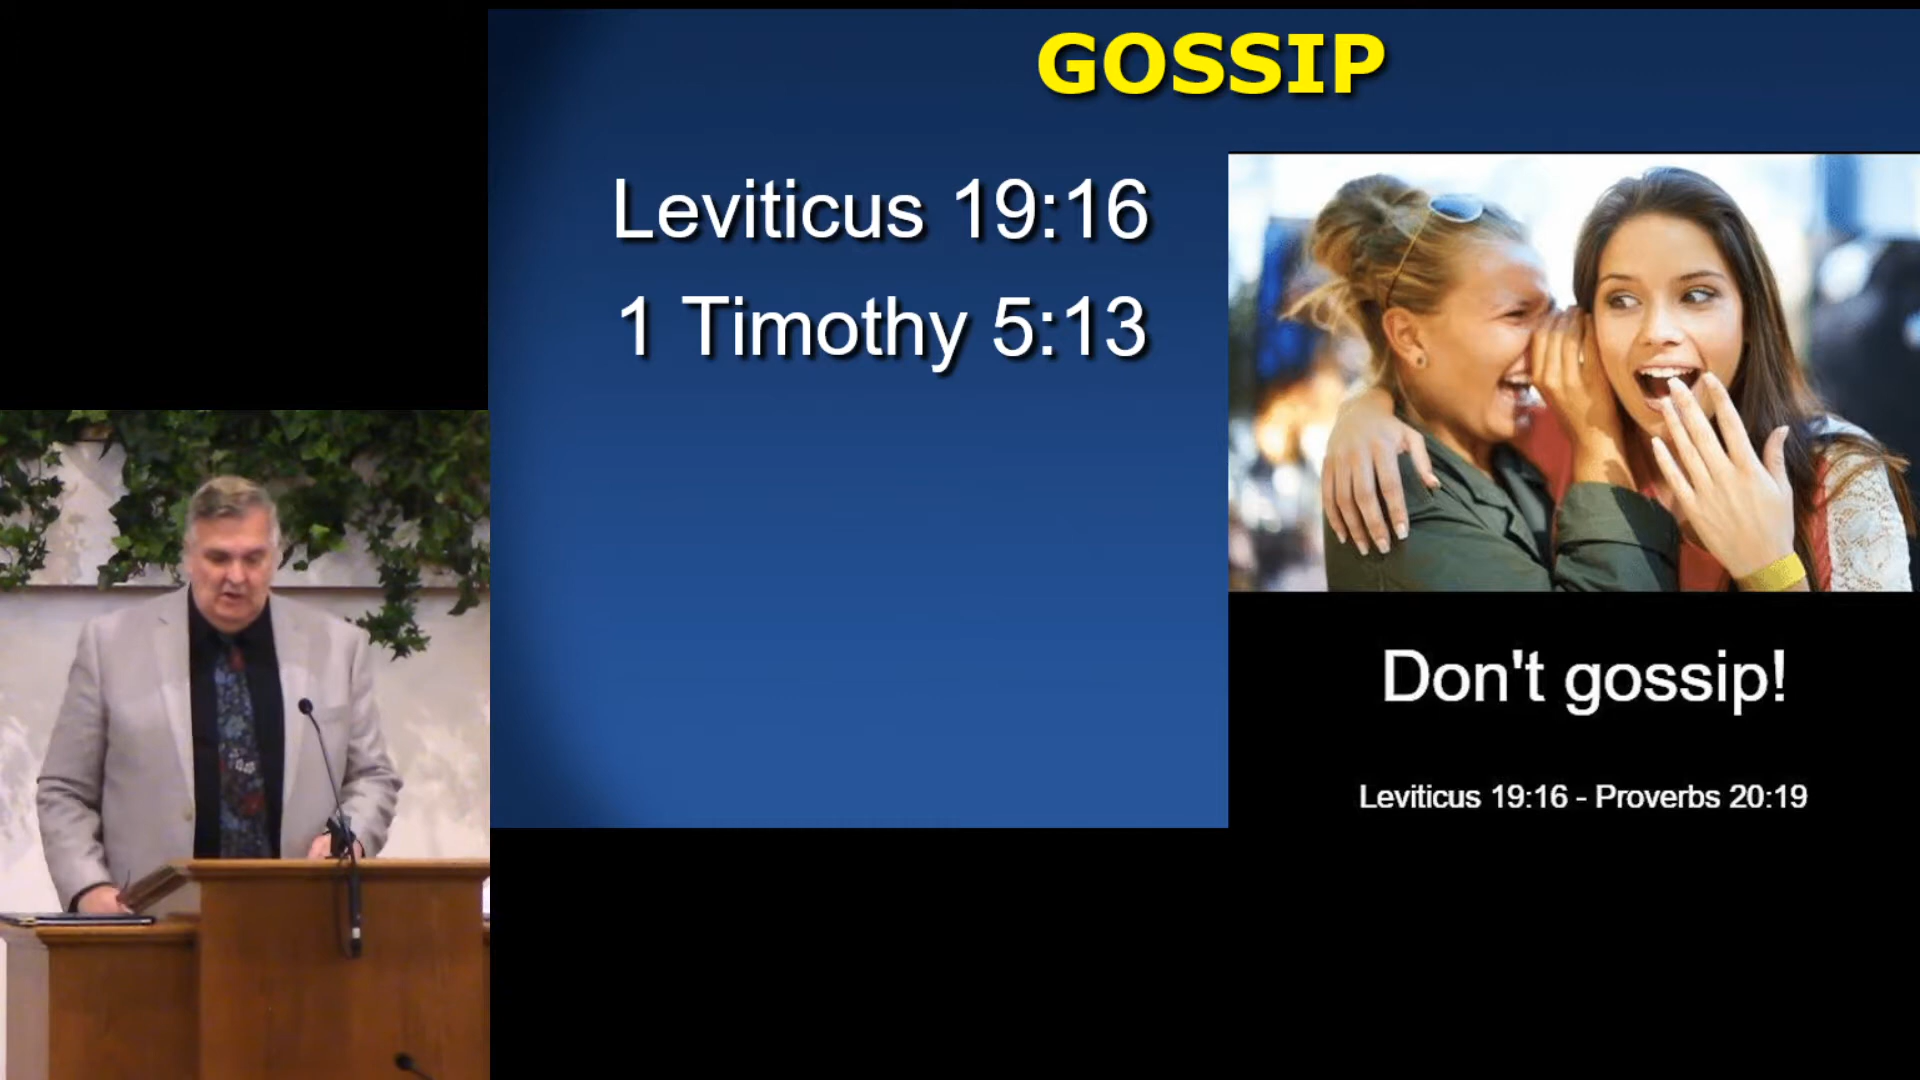 GOSSIP
Leviticus 19:16
1 Timothy 5:13
Don't gossip!
Leviticus 19:16 - Proverbs 20:19